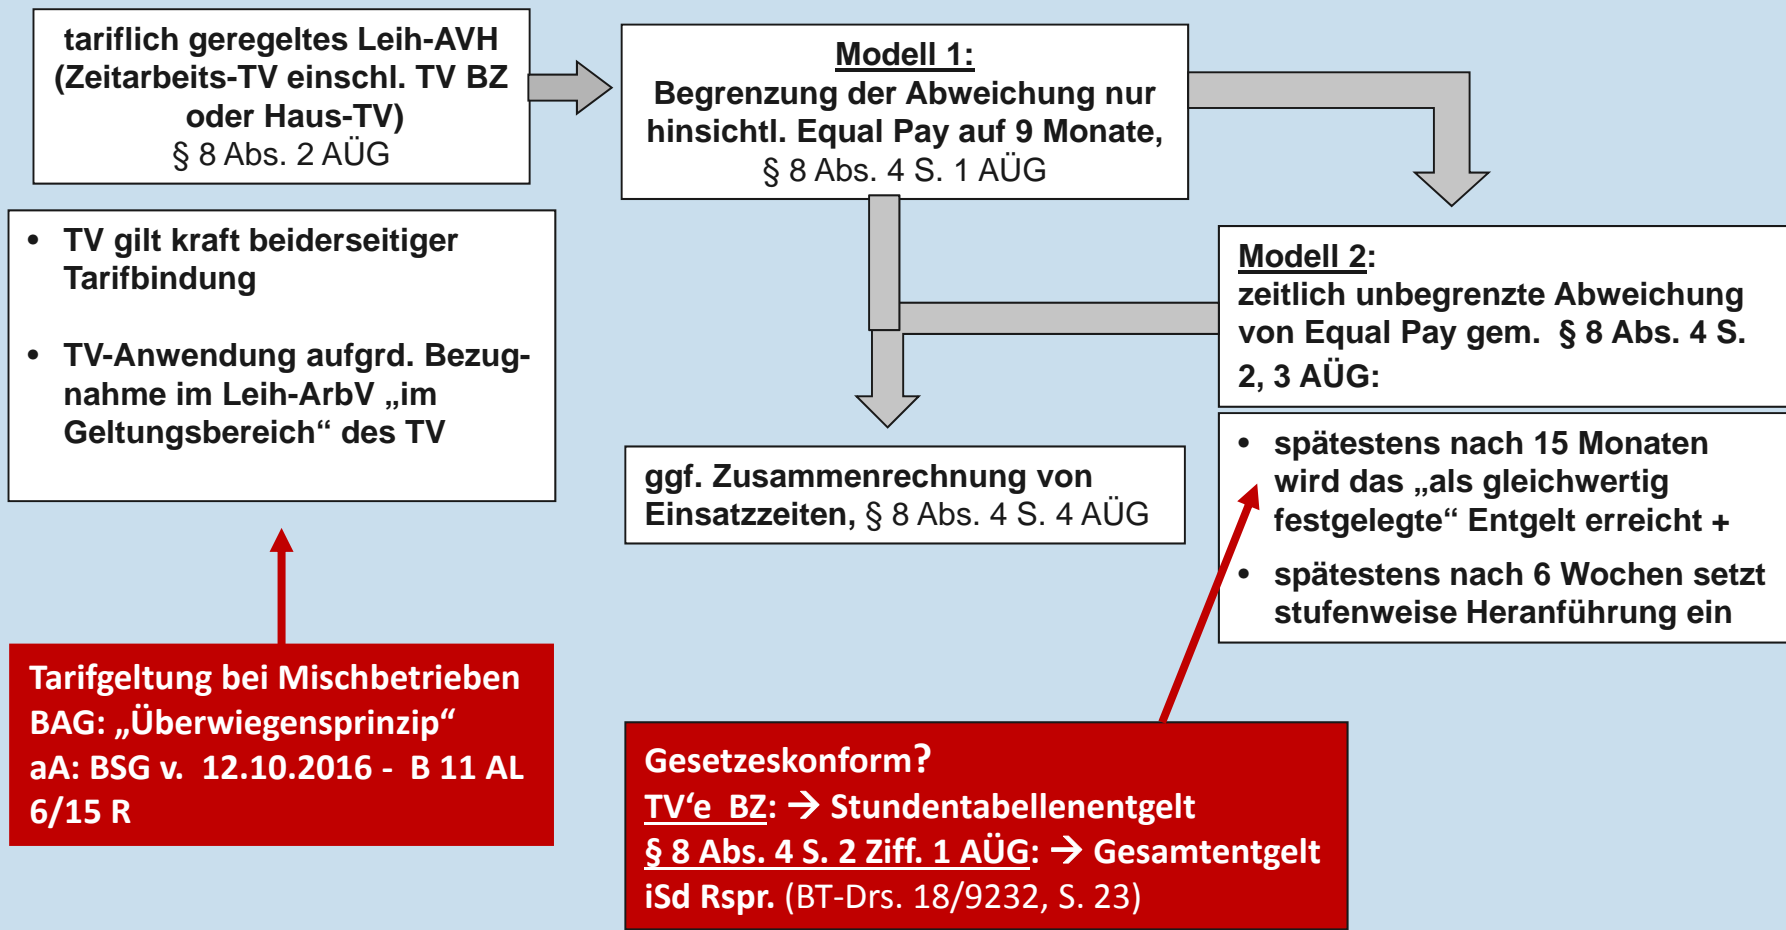 tariflich geregeltes Leih-AVH
(Zeitarbeits-TV einschl. TV BZ
oder Haus-TV)
§ 8 Abs. 2 AÜG
Modell 1:
Begrenzung der Abweichung nur
hinsichtl. Equal Pay auf 9 Monate,
§ 8 Abs. 4 S. 1 AÜG
• TV gilt kraft beiderseitiger
Tarifbindung
• TV-Anwendung aufgrd. Bezug-
nahme im Leih-ArbV „im
Geltungsbereich“ des TV
Modell 2:
zeitlich unbegrenzte Abweichung
von Equal Pay gem. § 8 Abs. 4 S.
2, 3 AÜG:
• spätestens nach 15 Monaten
wird das „als gleichwertig
festgelegte“ Entgelt erreicht +
• spätestens nach 6 Wochen setzt
stufenweise Heranführung ein
ggf. Zusammenrechnung von
Einsatzzeiten, § 8 Abs. 4 S. 4 AÜG
Tarifgeltung bei Mischbetrieben
BAG: „Überwiegensprinzip“
aA: BSG v. 12.10.2016 - B 11 AL
6/15 R
Gesetzeskonform?
TV‘e BZ: → Stundentabellenentgelt
§ 8 Abs. 4 S. 2 Ziff. 1 AÜG: → Gesamtentgelt
iSd Rspr. (BT-Drs. 18/9232, S. 23)